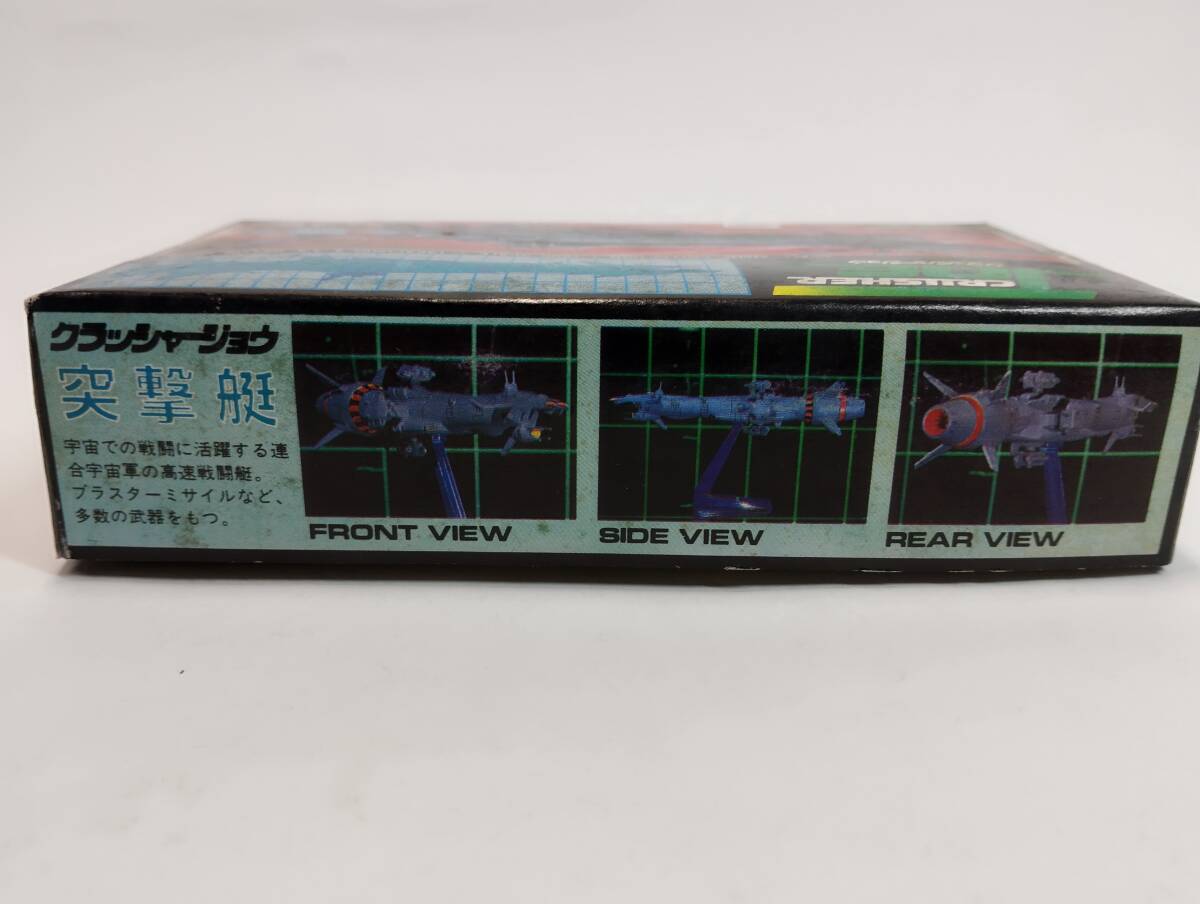 CRUSHER
クラッシャージョウ
突撃艇
宇宙での戦闘に活躍する連
合宇宙軍の高速戦闘艇。
ブラスターミサイルなど、
多数の武器をもつ。
FRONT VIEW
SIDE VIEW
REAR VIEW